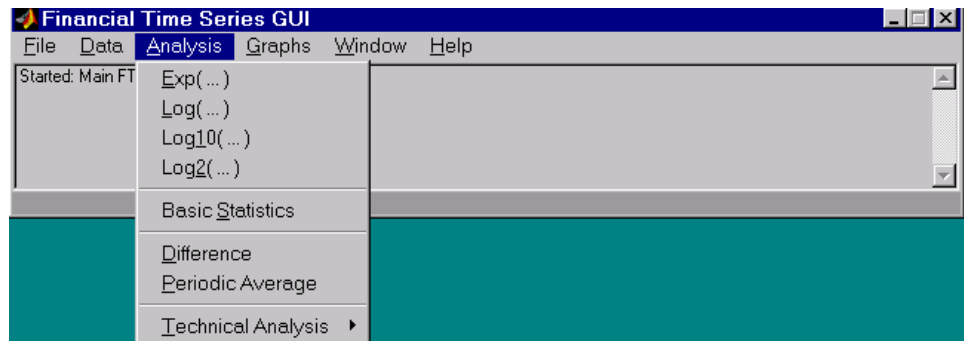 Financial Time Series GUI
File Data Analysis Graphs Window Help
Started: Main FT
Exp(...)
Log(...)
Log10(...)
Log2(...)
Basic Statistics
Difference
Periodic Average
Technical Analysis